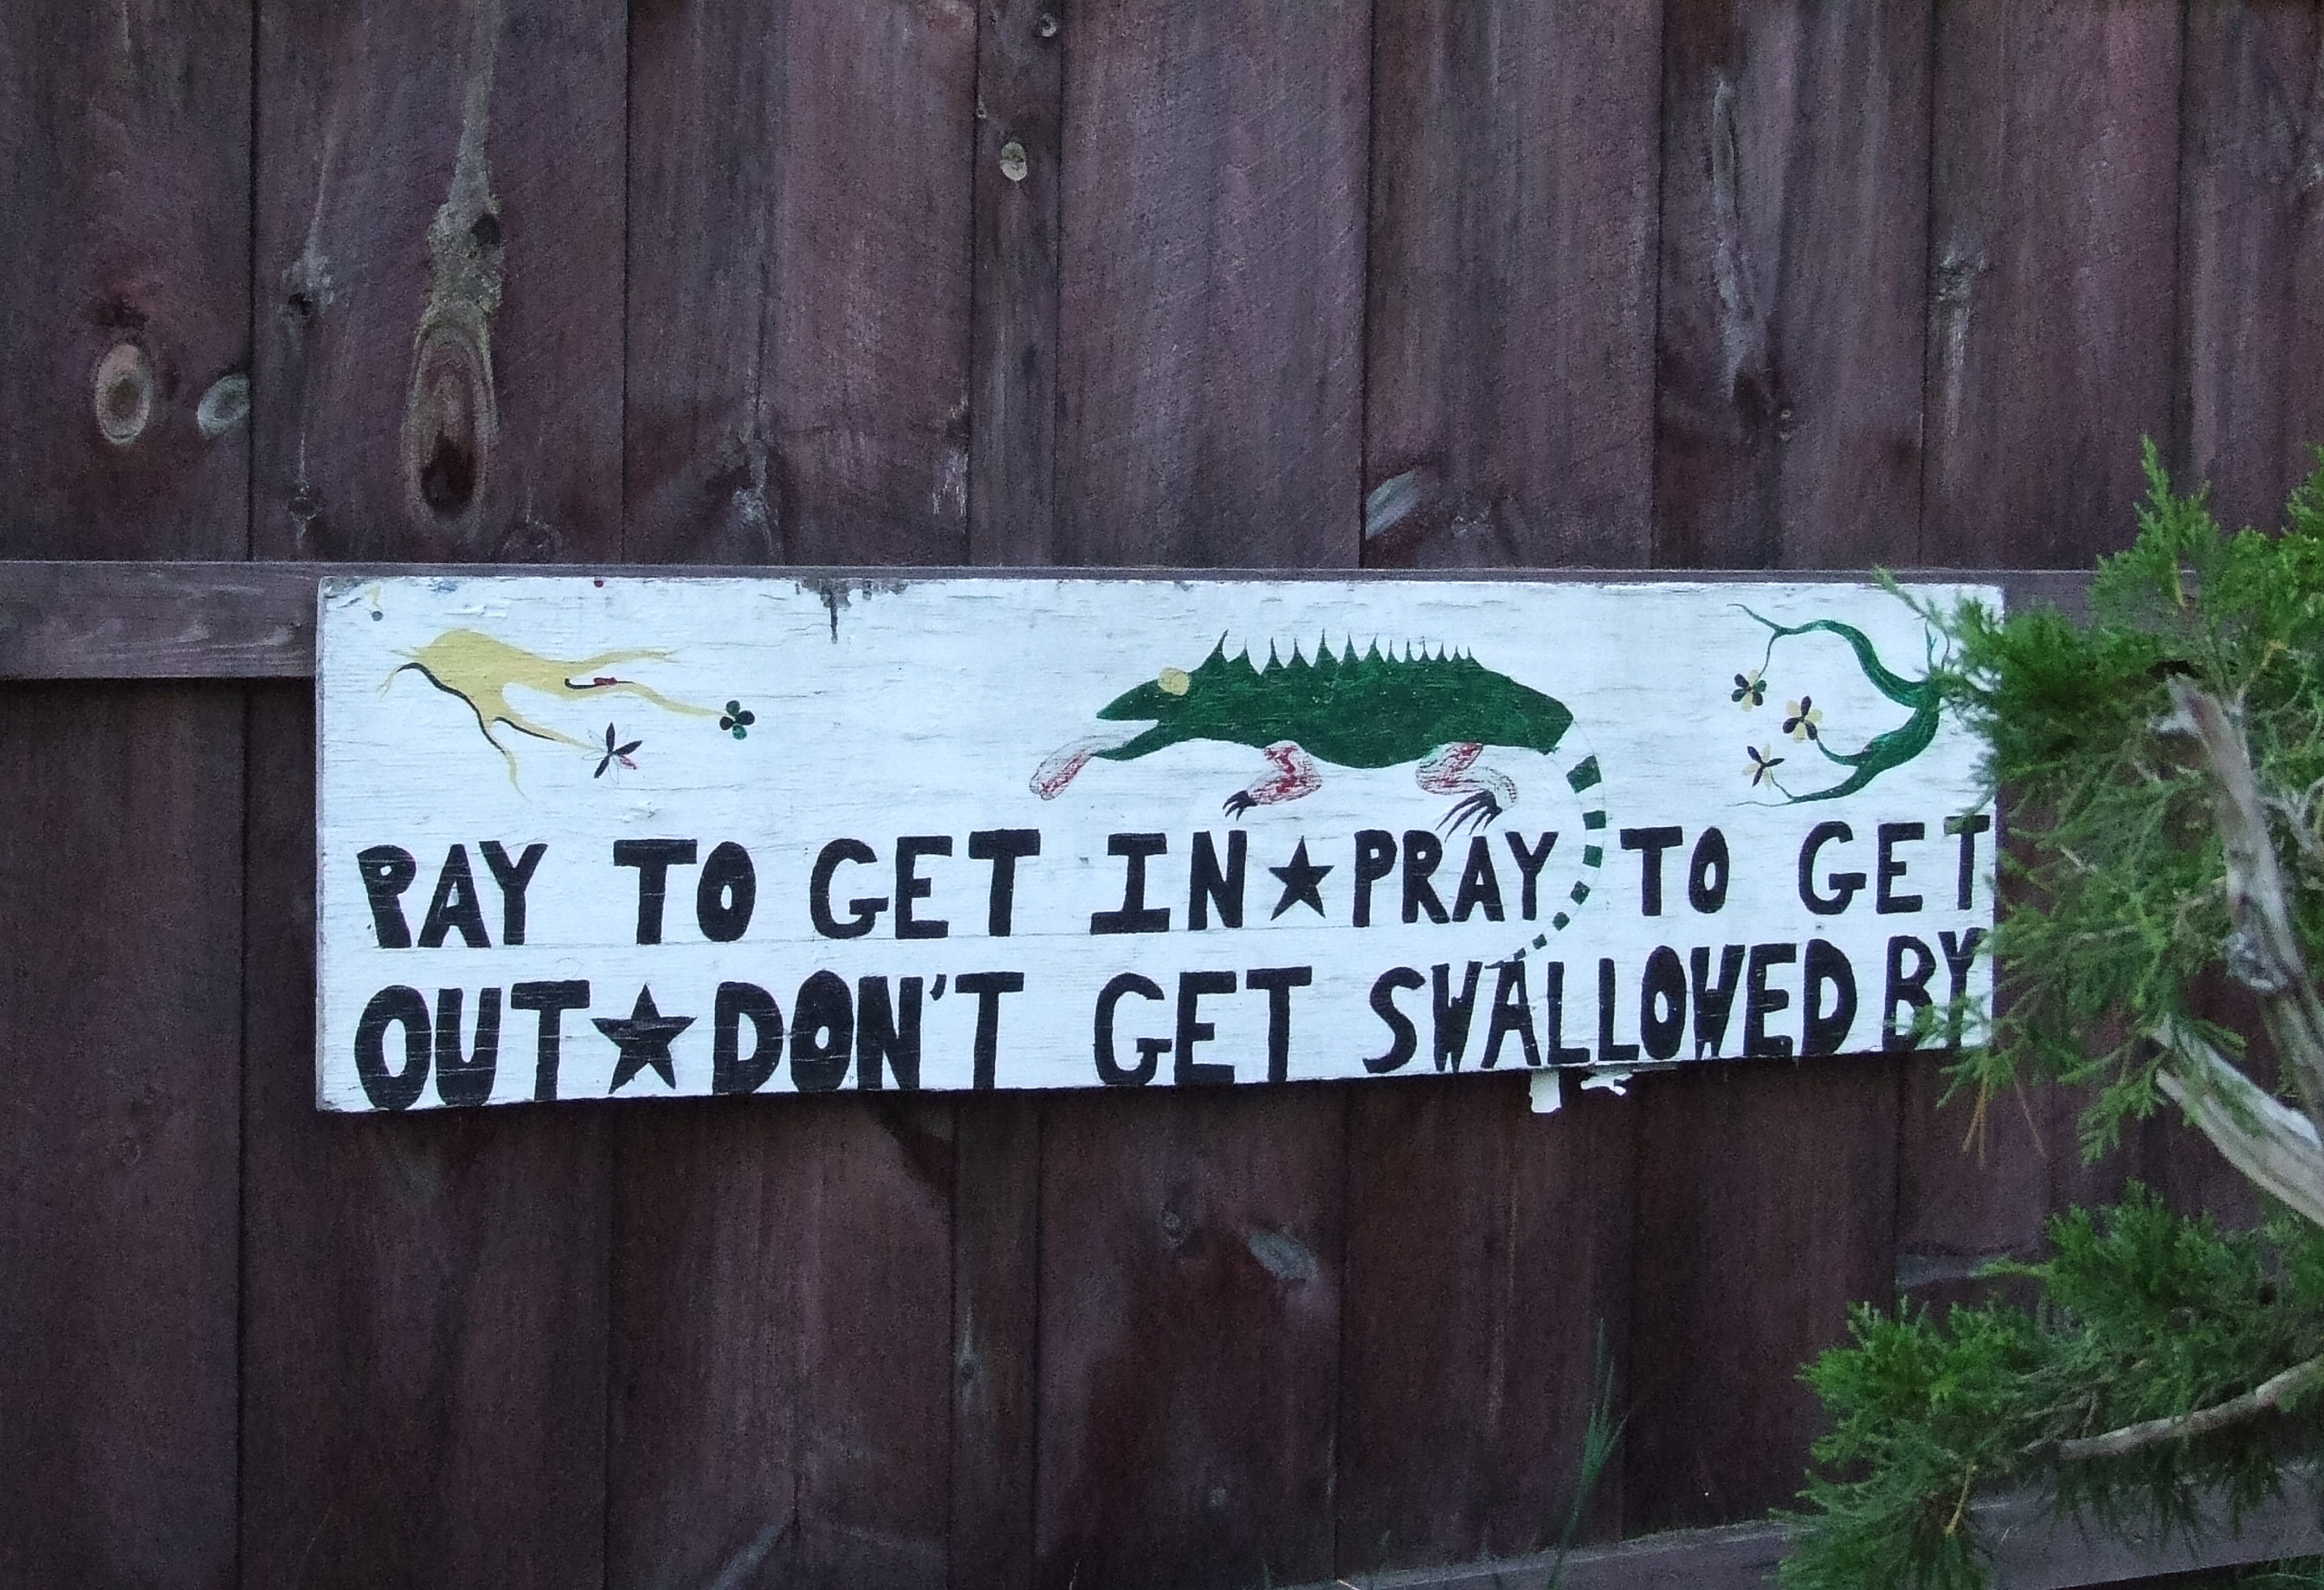 PAY TO GET IN★PRAY TO GET
OUT★DON'T GET SWALLOWED BY